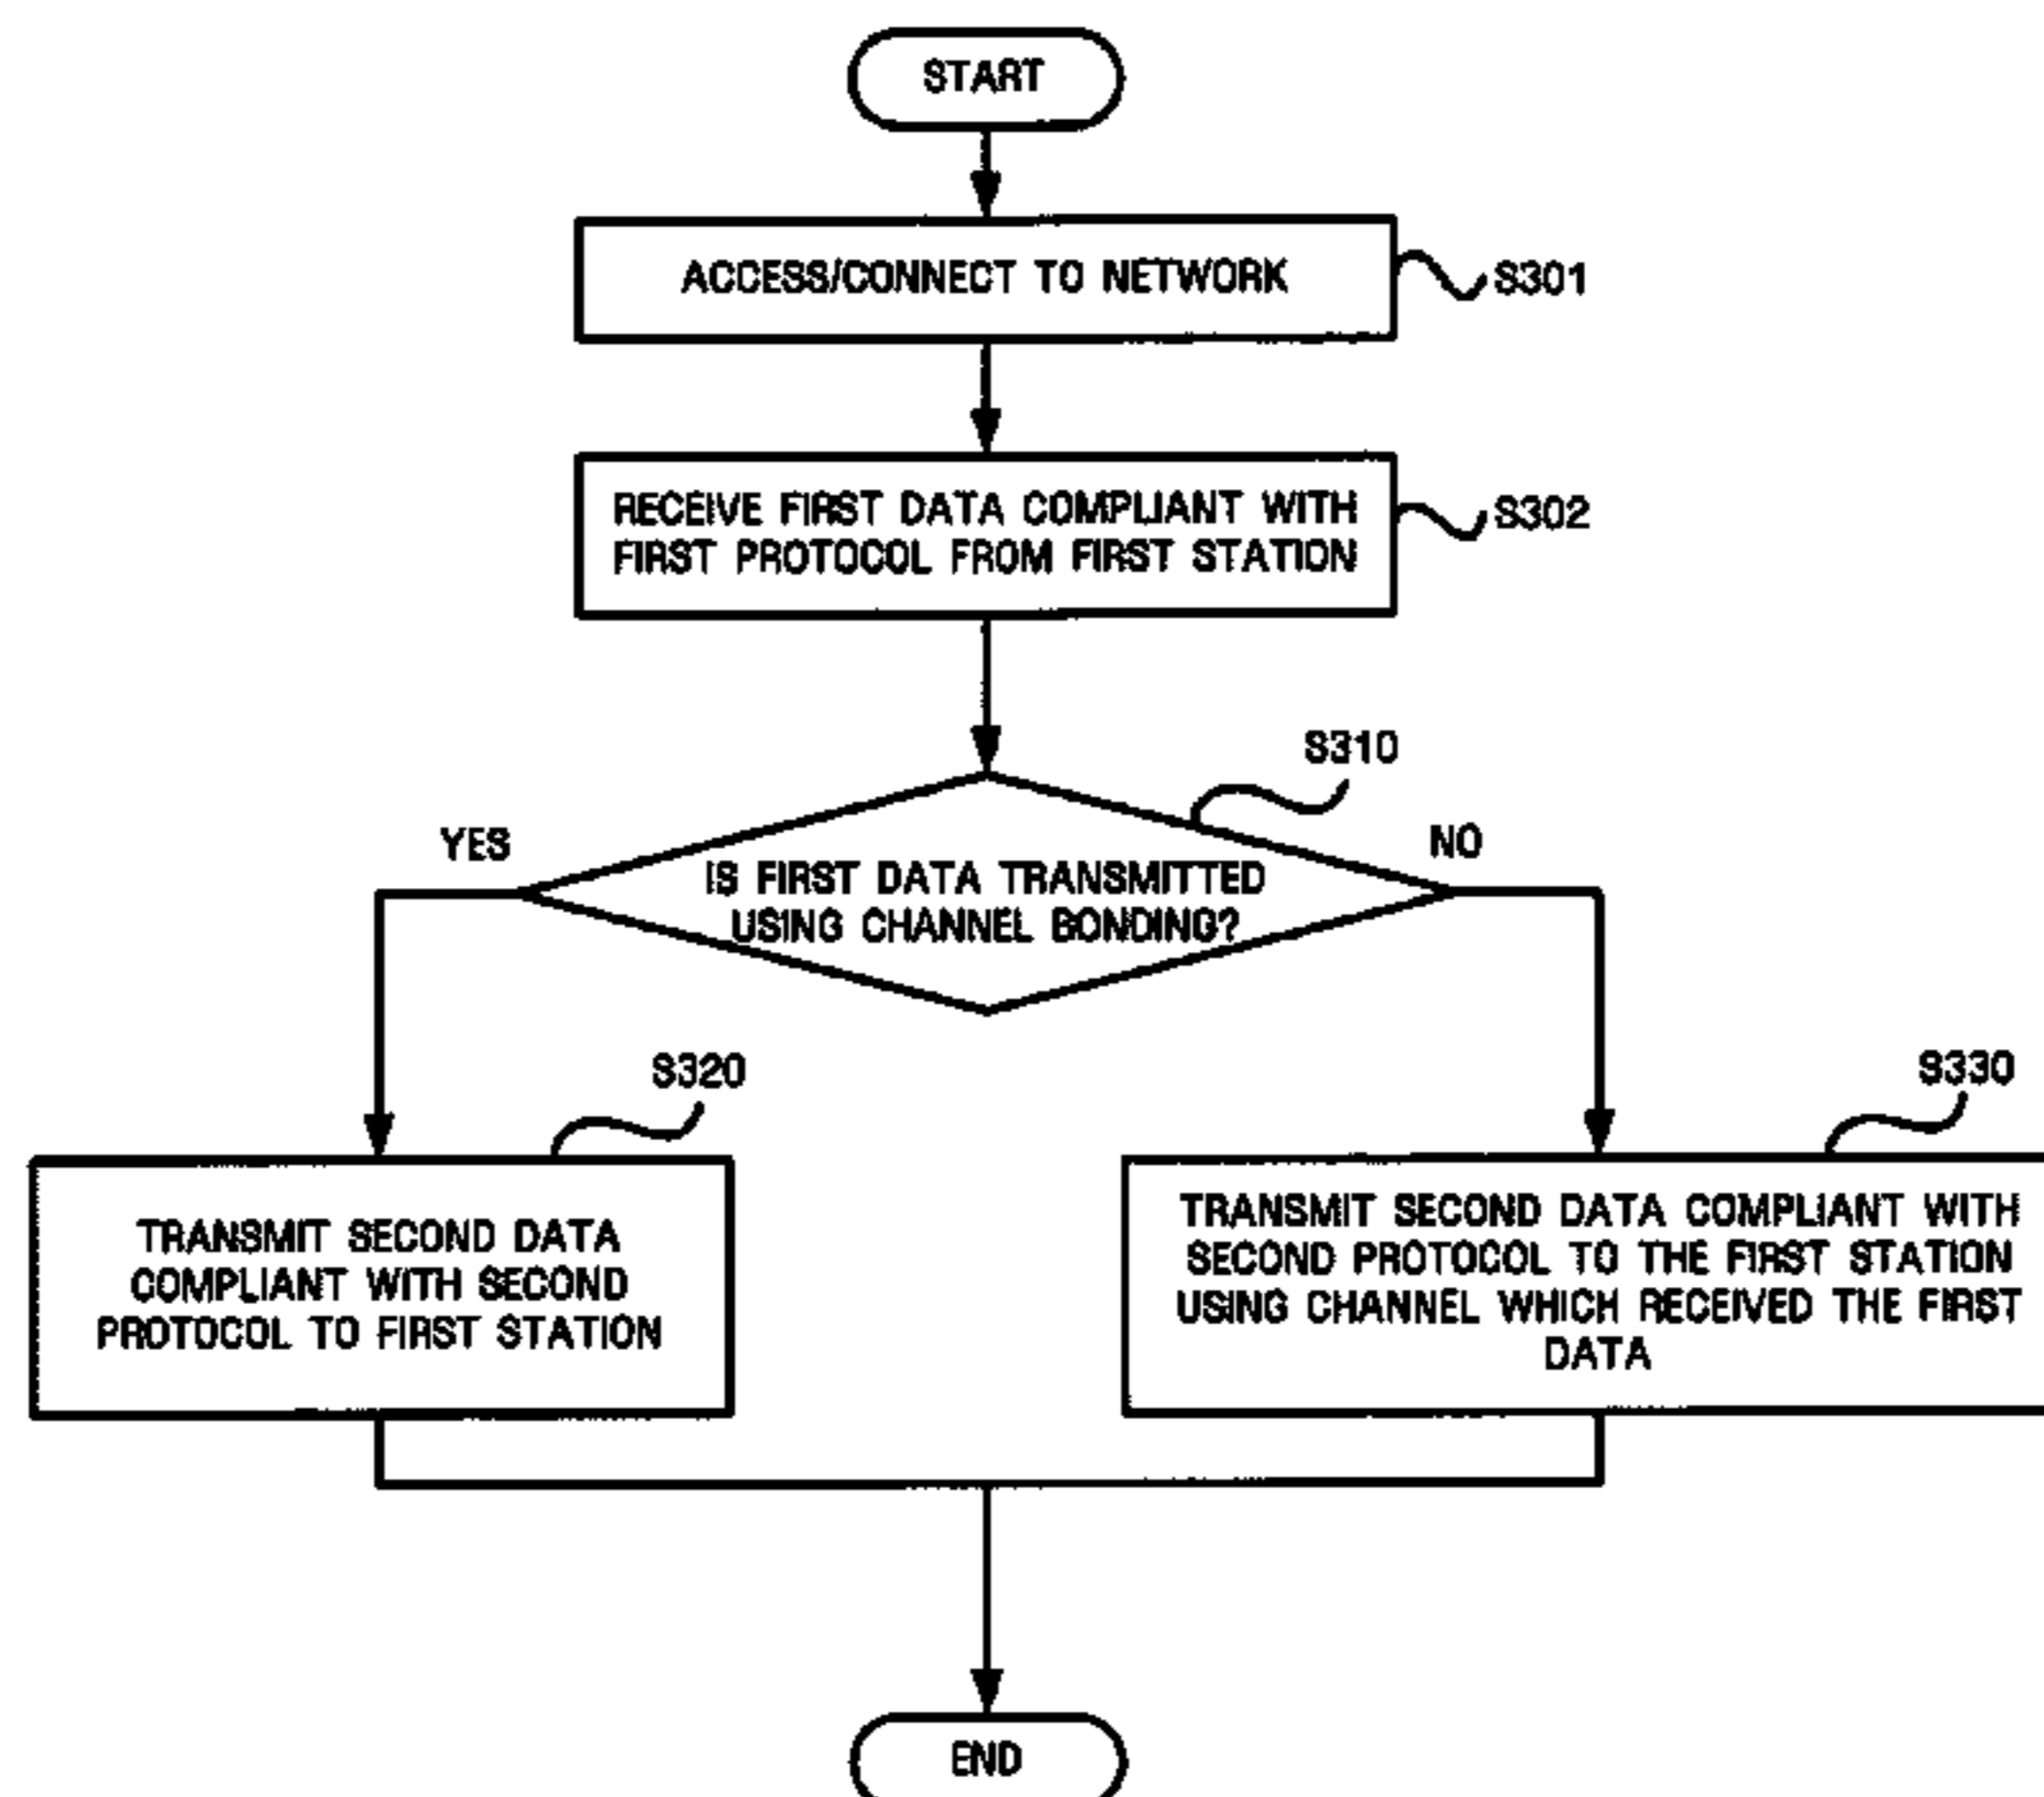 START
ACCESS/CONNECT TO NETWORK
S301
RECEIVE FIRST DATA COMPLIANT WITH
FIRST PROTOCOL FROM FIRST STATION
S302
S310
YES
NO
IS FIRST DATA TRANSMITTED
USING CHANNEL BONDING?
S320
S330
TRANSMIT SECOND DATA
COMPLIANT WITH SECOND
PROTOCOL TO FIRST STATION
TRANSMIT SECOND DATA COMPLIANT WITH
SECOND PROTOCOL TO THE FIRST STATION
USING CHANNEL WHICH RECEIVED THE FIRST
DATA
END